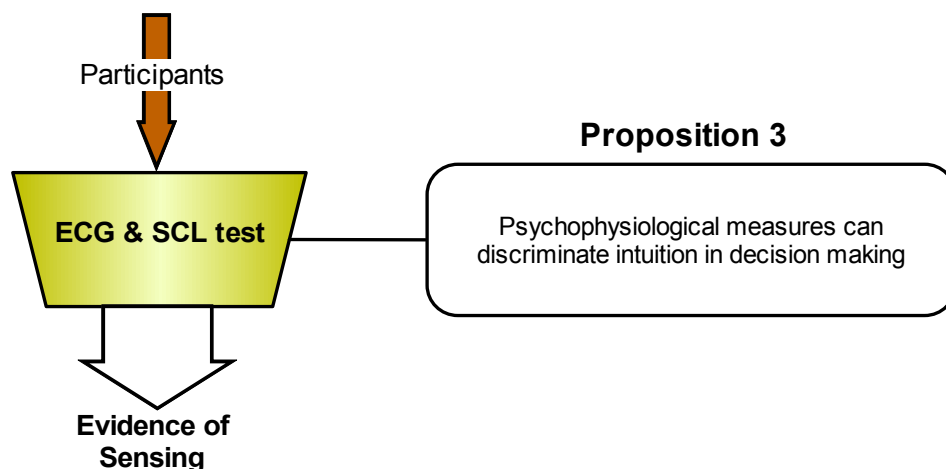 Participants
Proposition 3
ECG & SCL test
Psychophysiological measures can
discriminate intuition in decision making
Evidence of
Sensing